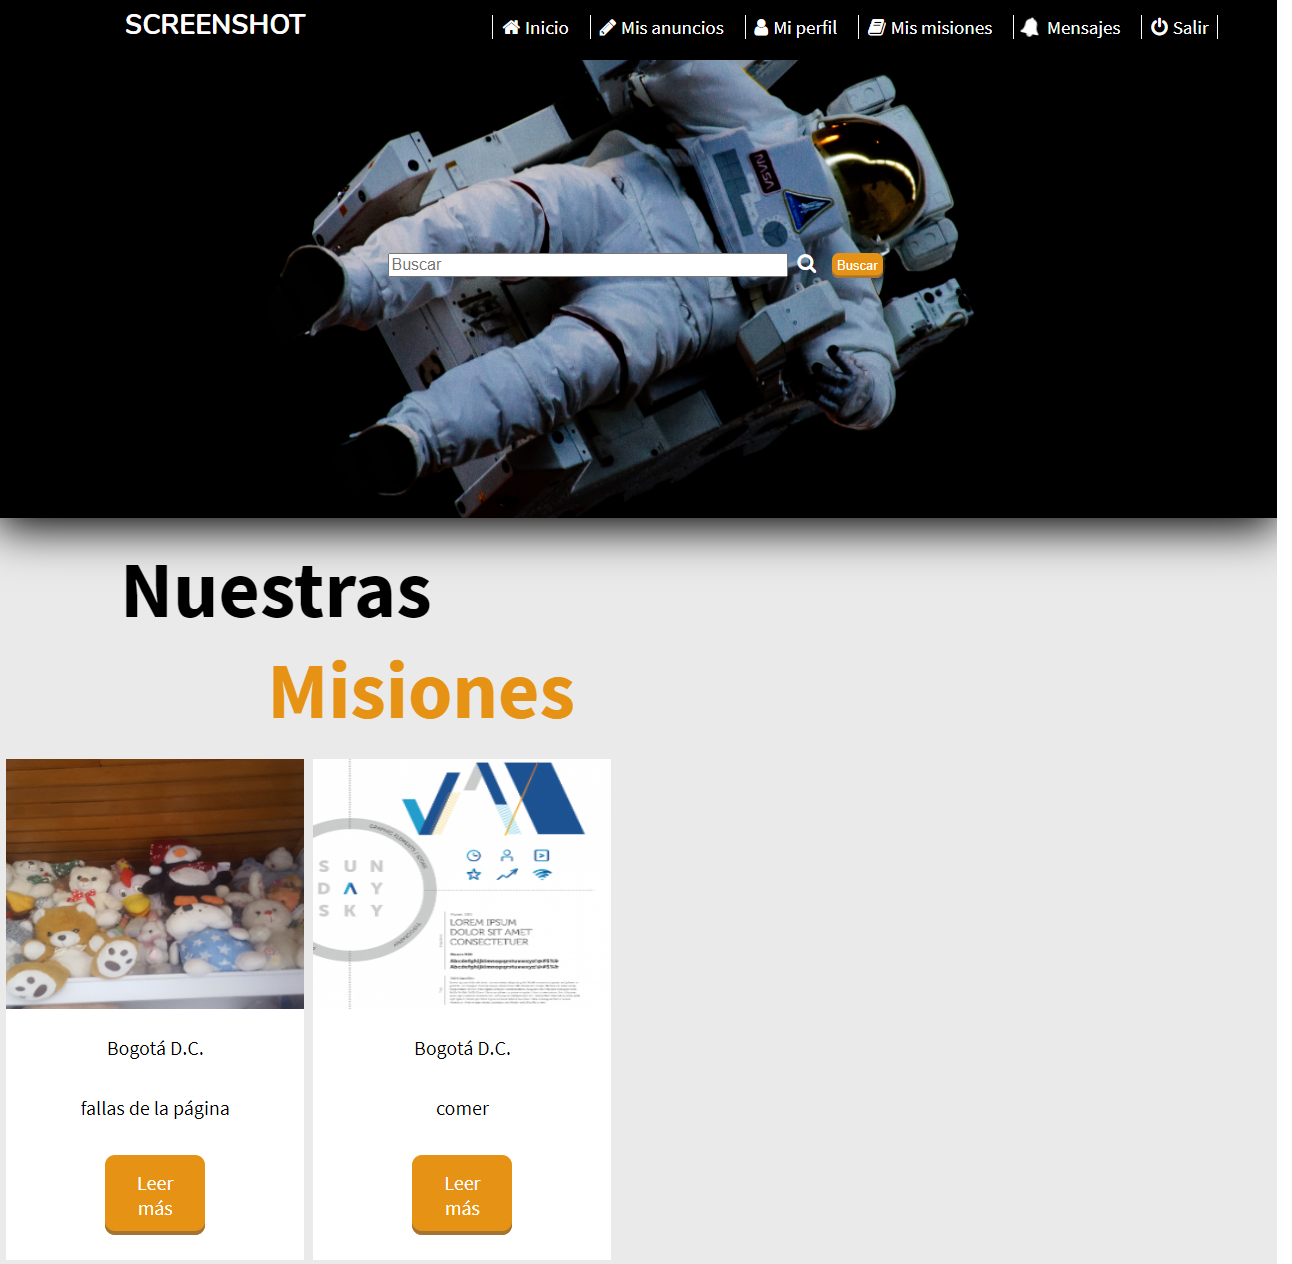 SCREENSHOT
Inicio
Mis anuncios
Mi perfil
Mis misiones
Mensajes
Salir
NASA
Buscar
Buscar
Nuestras
Misiones
SUN
DAY
SKY
LOREM IPSUM
DOLOR SIT AMET
CONSECTETUER
Bogotá D.C.
fallas de la página
Leer
más
Bogotá D.C.
comer
Leer
más